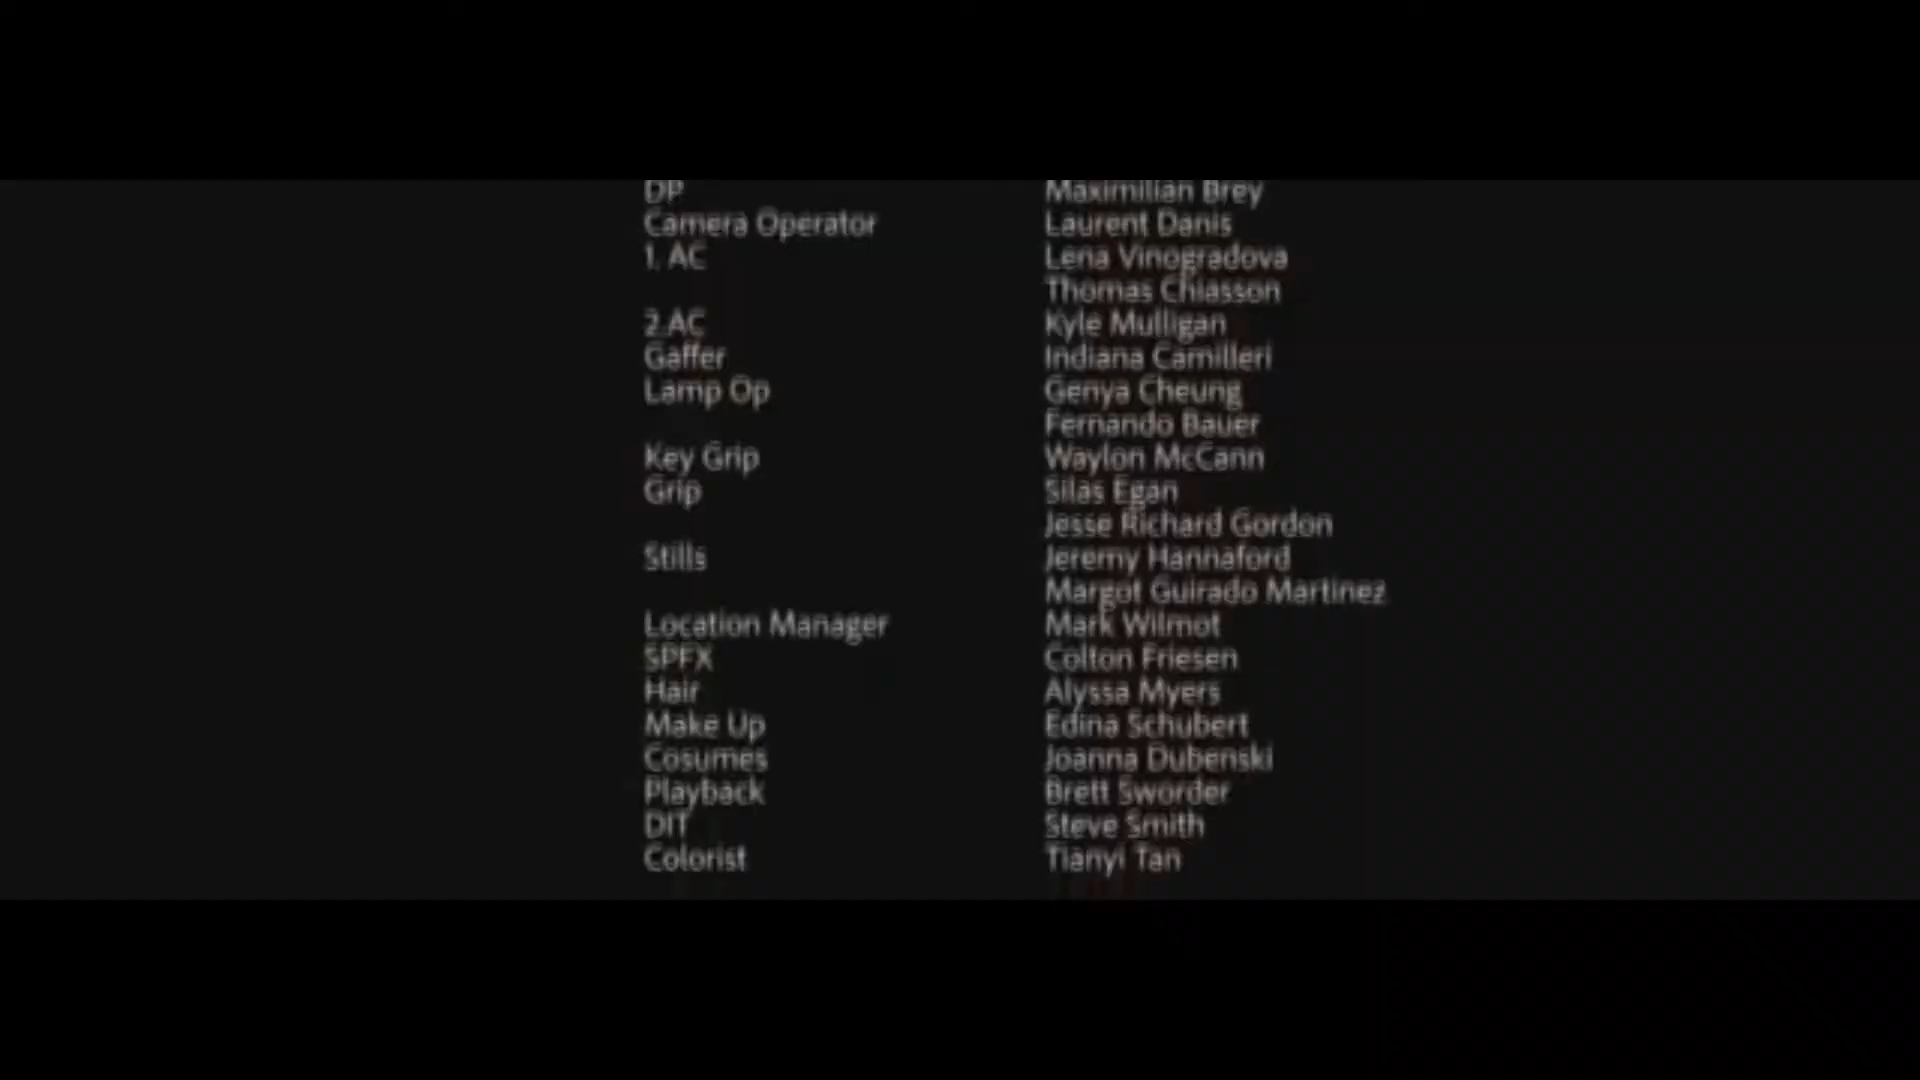 DP Maximilian Brey
Camera Operator Laurent Danis
1. AC Lena Vinogradova
Thomas Chiasson
2.AC Kyle Mulligan
Gaffer Indiana Camilleri
Lamp Op Genya Cheung
Fernando Bauer
Key Grip Waylon McCann
Grip Silas Egan
Jesse Richard Gordon
Stills Jeremy Hannaford
Margot Guirado Martinez
Location Manager Mark Wilmot
SPFX Colton Friesen
Hair Alyssa Myers
Make Up Edina Schubert
Cosumes Joanna Dubenski
Playback Brett Sworder
DIT Steve Smith
Colorist Tianyi Tan